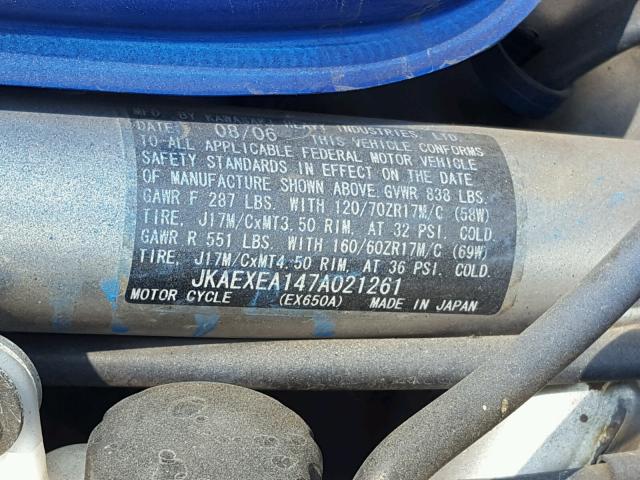 MFD BY KAWASAKI HEAVY INDUSTRIES, LTD.
DATE 08/06 THIS VEHICLE CONFORMS
TO ALL APPLICABLE FEDERAL MOTOR VEHICLE
SAFETY STANDARDS IN EFFECT ON THE DATE
OF MANUFACTURE SHOWN ABOVE GVWR 838 LBS.
GAWR F 287 LBS. WITH 120/70ZR17M/C (58W)
TIRE, J17M/CxMT3.50 RIM, AT 32 PSI. COLD.
GAWR R 551 LBS. WITH 160/60ZR17M/C (69W)
TIRE, J17M/CxMT4.50 RIM, AT 36 PSI. COLD.
JKAEXEA147A021261
MOTOR CYCLE (EX650A) MADE IN JAPAN